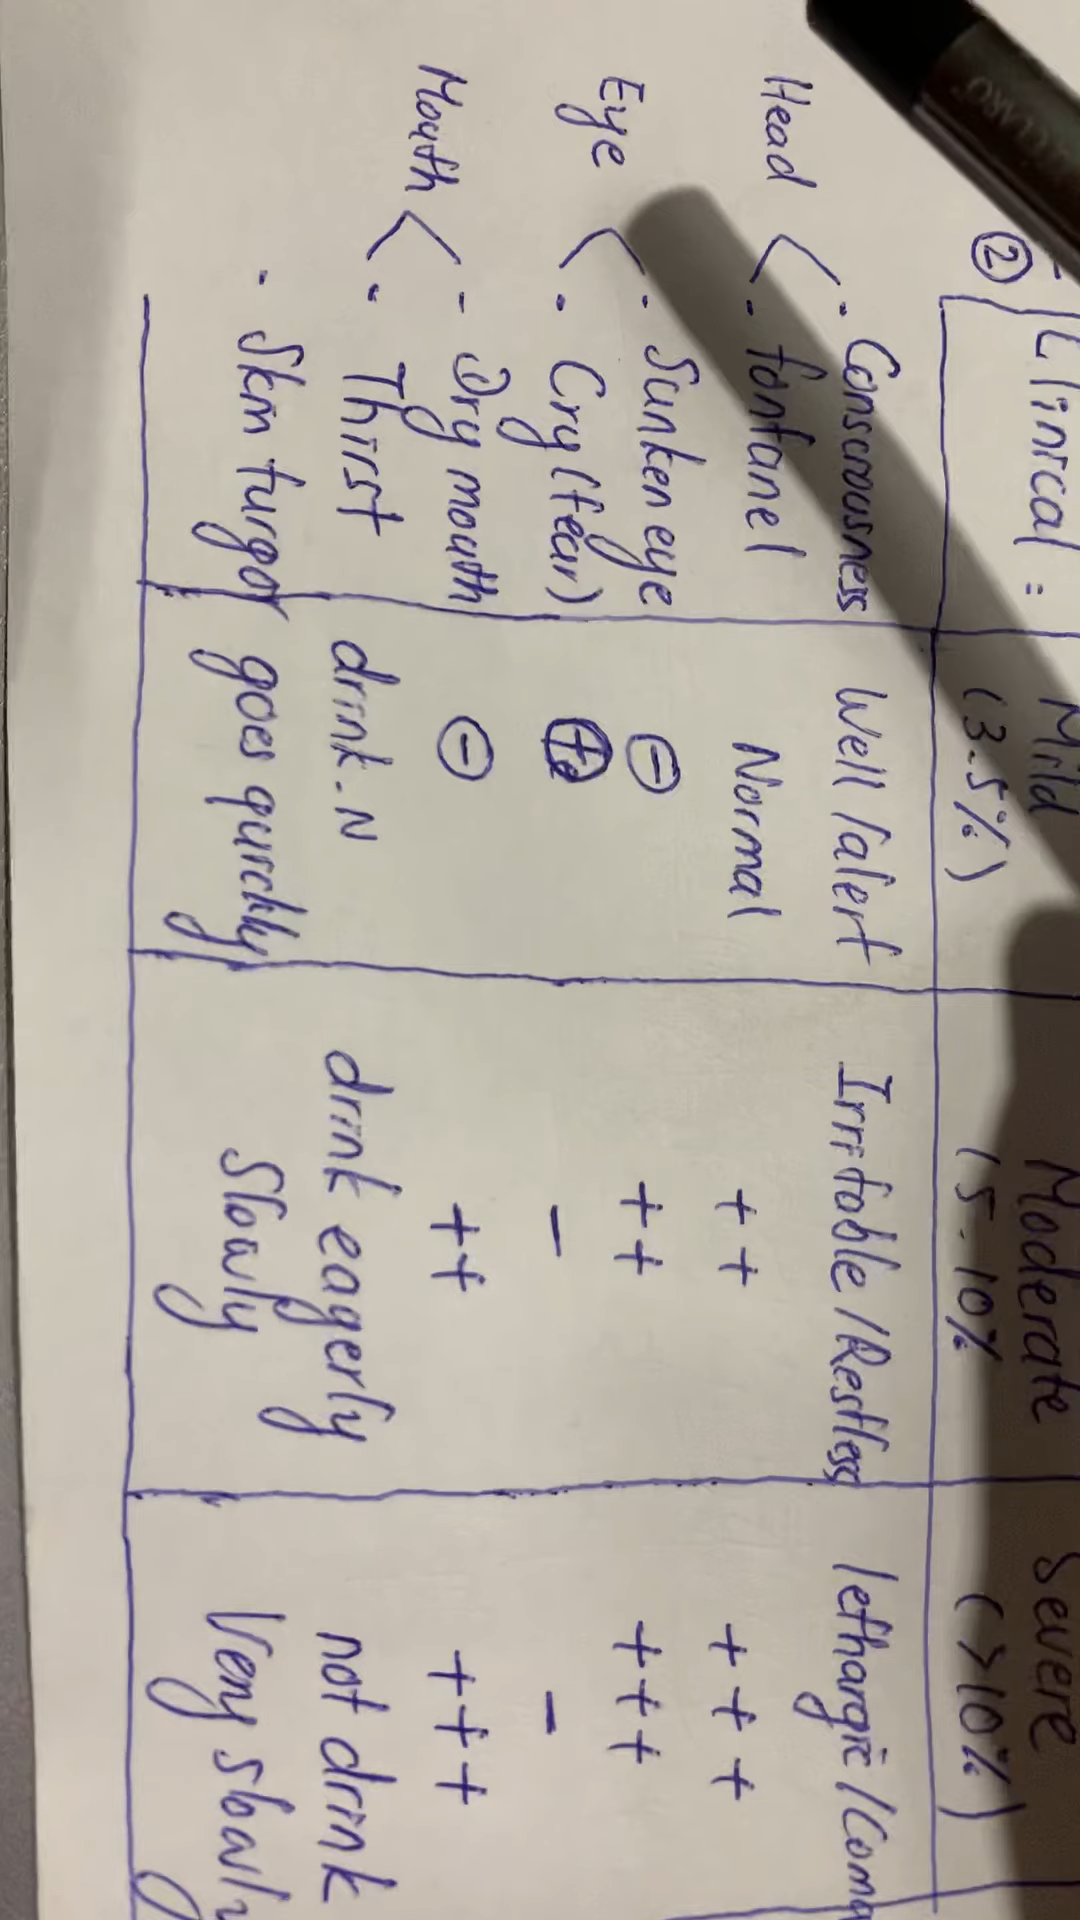 ② Clinical : Mild Moderate Severe
(3-5%) (5-10% (>10%)
Head · Consciousness Well /alert Irritable/Restless lethargic/Coma
· fontanel Normal ++ +++
Eye · Sunken eye ⊖ ++ +++
· Cry(tear) ⊕ - -
Mouth - Dry mouth ⊖ ++ +++
· Thirst drink.N drink eagerly not drink
· Skin turgor goes quickly Slowly Very slowly